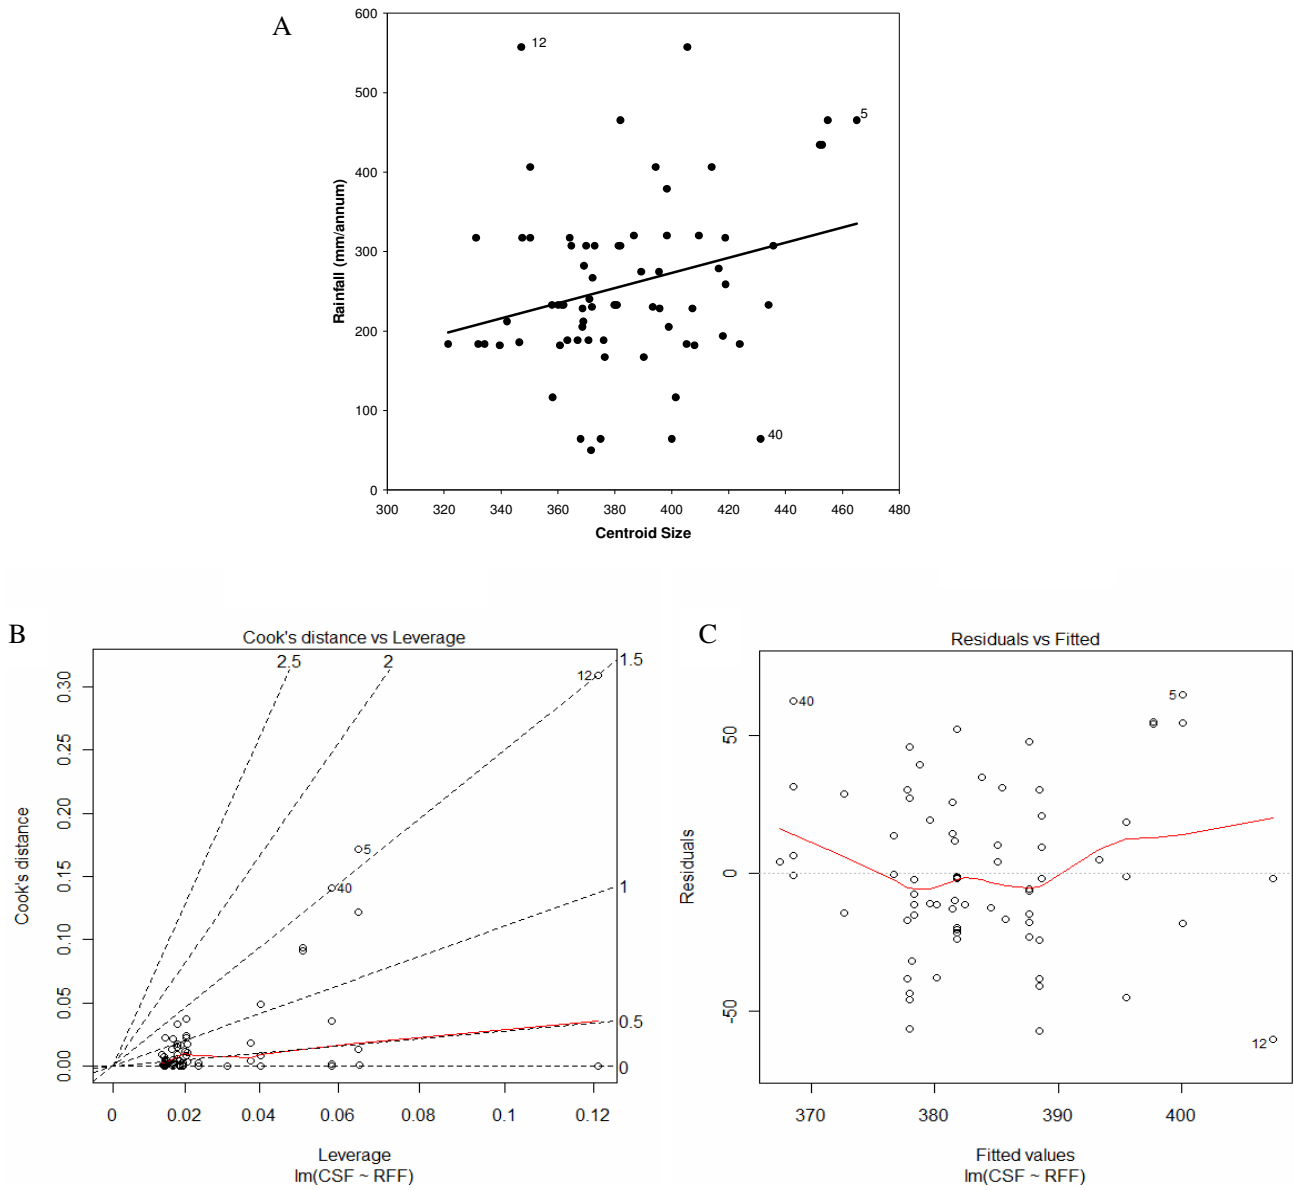 A
600
500
400
300
200
100
0
12
5
40
Rainfall (mm/annum)
320 340 360 380 400 420 440 460 480
Centroid Size
B
Cook's distance vs Leverage
2.5 2 1.5
1
0.5
0
12
5
40
0.30
0.25
0.20
0.15
0.10
0.05
0.00
Cook's distance
0 0.02 0.04 0.06 0.08 0.1 0.12
Leverage
lm(CSF ~ RFF)
C
Residuals vs Fitted
40
5
12
50
0
-50
Residuals
370 380 390 400
Fitted values
lm(CSF ~ RFF)